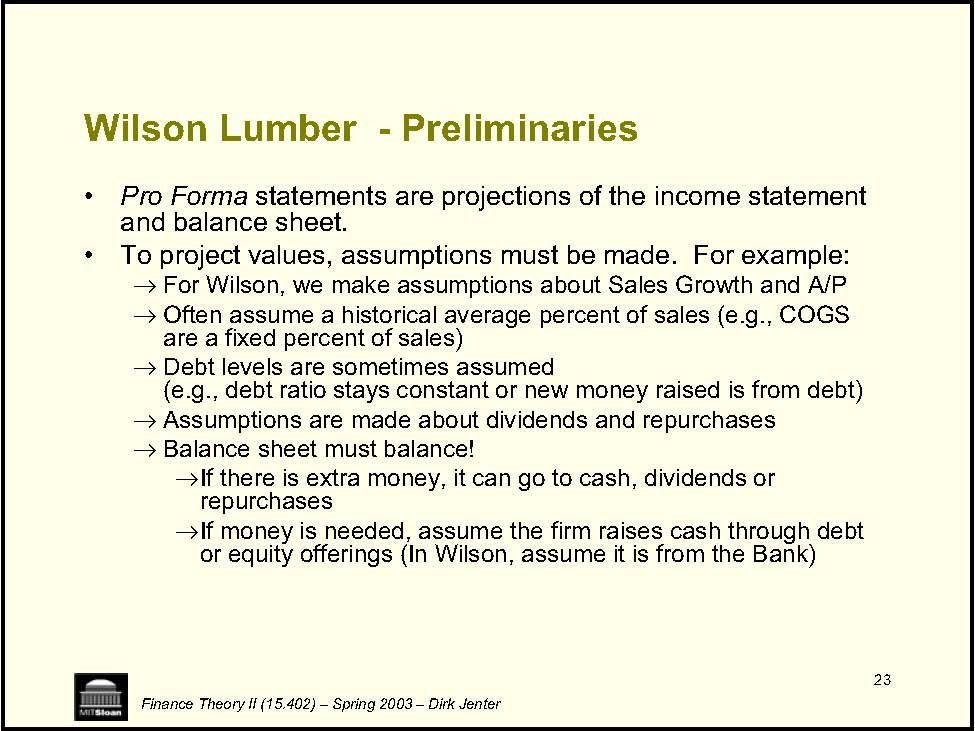 Wilson Lumber - Preliminaries
• Pro Forma statements are projections of the income statement
and balance sheet.
• To project values, assumptions must be made. For example:
→ For Wilson, we make assumptions about Sales Growth and A/P
→ Often assume a historical average percent of sales (e.g., COGS
are a fixed percent of sales)
→ Debt levels are sometimes assumed
(e.g., debt ratio stays constant or new money raised is from debt)
→ Assumptions are made about dividends and repurchases
→ Balance sheet must balance!
→If there is extra money, it can go to cash, dividends or
repurchases
→If money is needed, assume the firm raises cash through debt
or equity offerings (In Wilson, assume it is from the Bank)
23
MITSloan
Finance Theory II (15.402) – Spring 2003 – Dirk Jenter